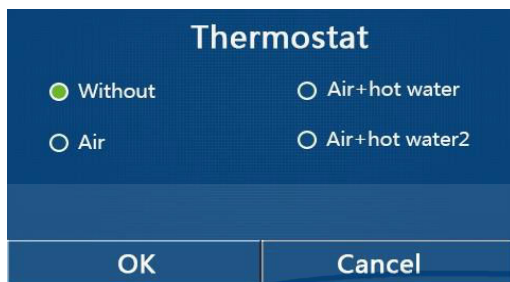 Thermostat
Without
Air+hot water
Air
Air+hot water2
OK
Cancel